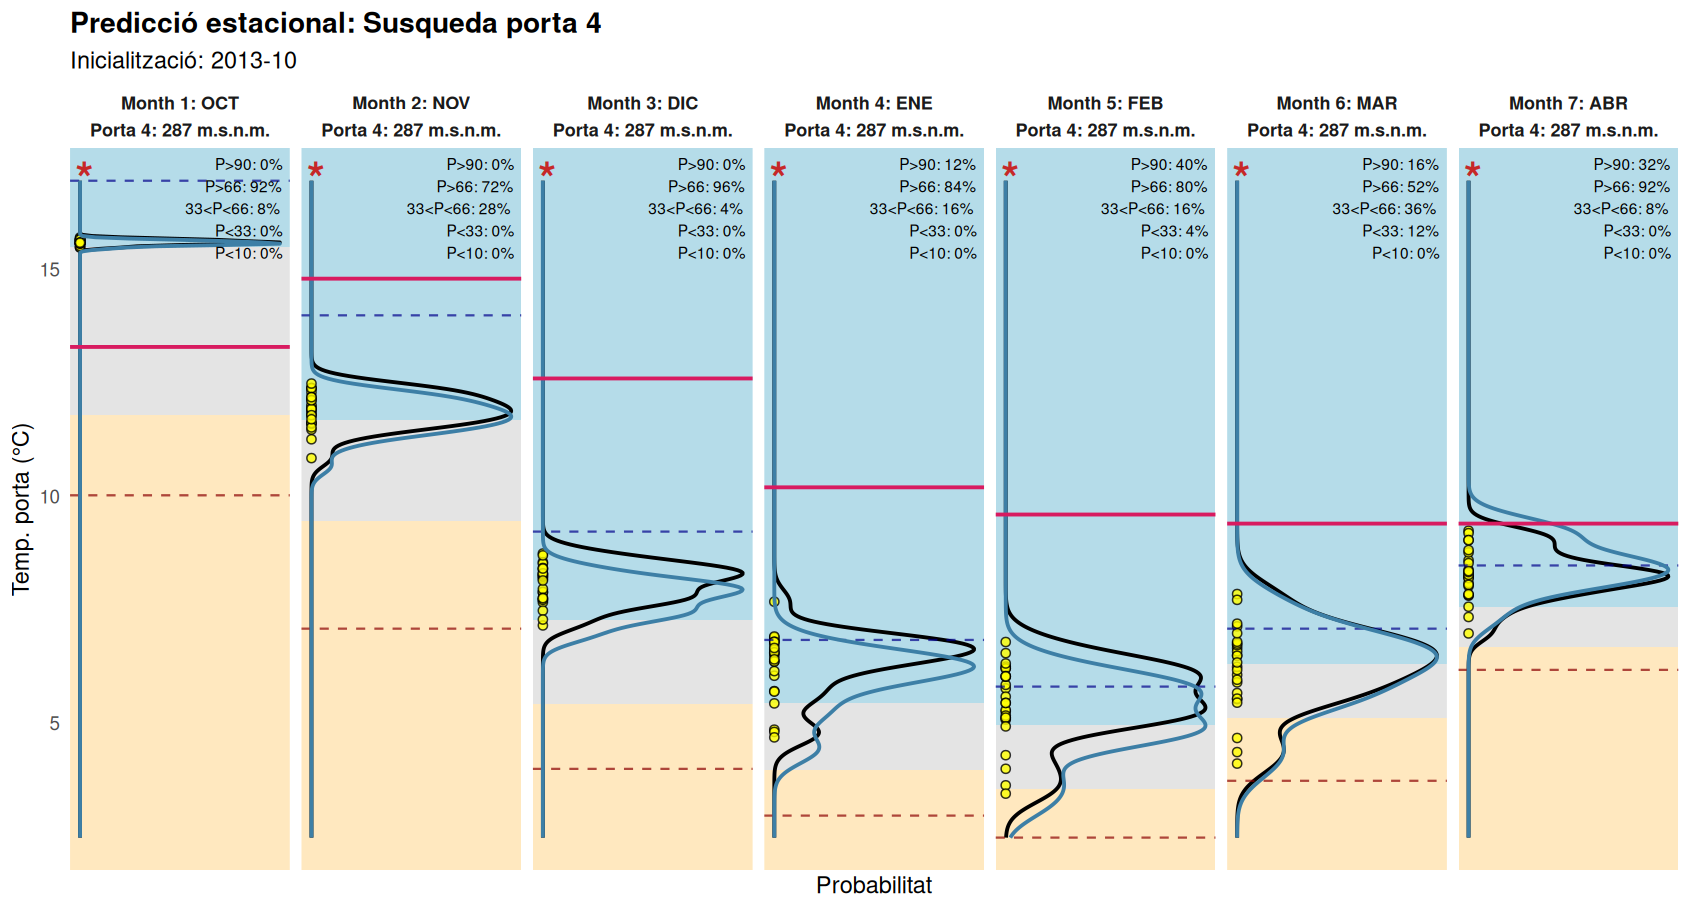 Predicció estacional: Susqueda porta 4
Inicialització: 2013-10
Month 1: OCT
Porta 4: 287 m.s.n.m.
Month 2: NOV
Porta 4: 287 m.s.n.m.
Month 3: DIC
Porta 4: 287 m.s.n.m.
Month 4: ENE
Porta 4: 287 m.s.n.m.
Month 5: FEB
Porta 4: 287 m.s.n.m.
Month 6: MAR
Porta 4: 287 m.s.n.m.
Month 7: ABR
Porta 4: 287 m.s.n.m.
*
P>90: 0%
P>66: 92%
33<P<66: 8%
P<33: 0%
P<10: 0%
*
P>90: 0%
P>66: 72%
33<P<66: 28%
P<33: 0%
P<10: 0%
*
P>90: 0%
P>66: 96%
33<P<66: 4%
P<33: 0%
P<10: 0%
*
P>90: 12%
P>66: 84%
33<P<66: 16%
P<33: 0%
P<10: 0%
*
P>90: 40%
P>66: 80%
33<P<66: 16%
P<33: 4%
P<10: 0%
*
P>90: 16%
P>66: 52%
33<P<66: 36%
P<33: 12%
P<10: 0%
*
P>90: 32%
P>66: 92%
33<P<66: 8%
P<33: 0%
P<10: 0%
15
10
5
Temp. porta (°C)
Probabilitat